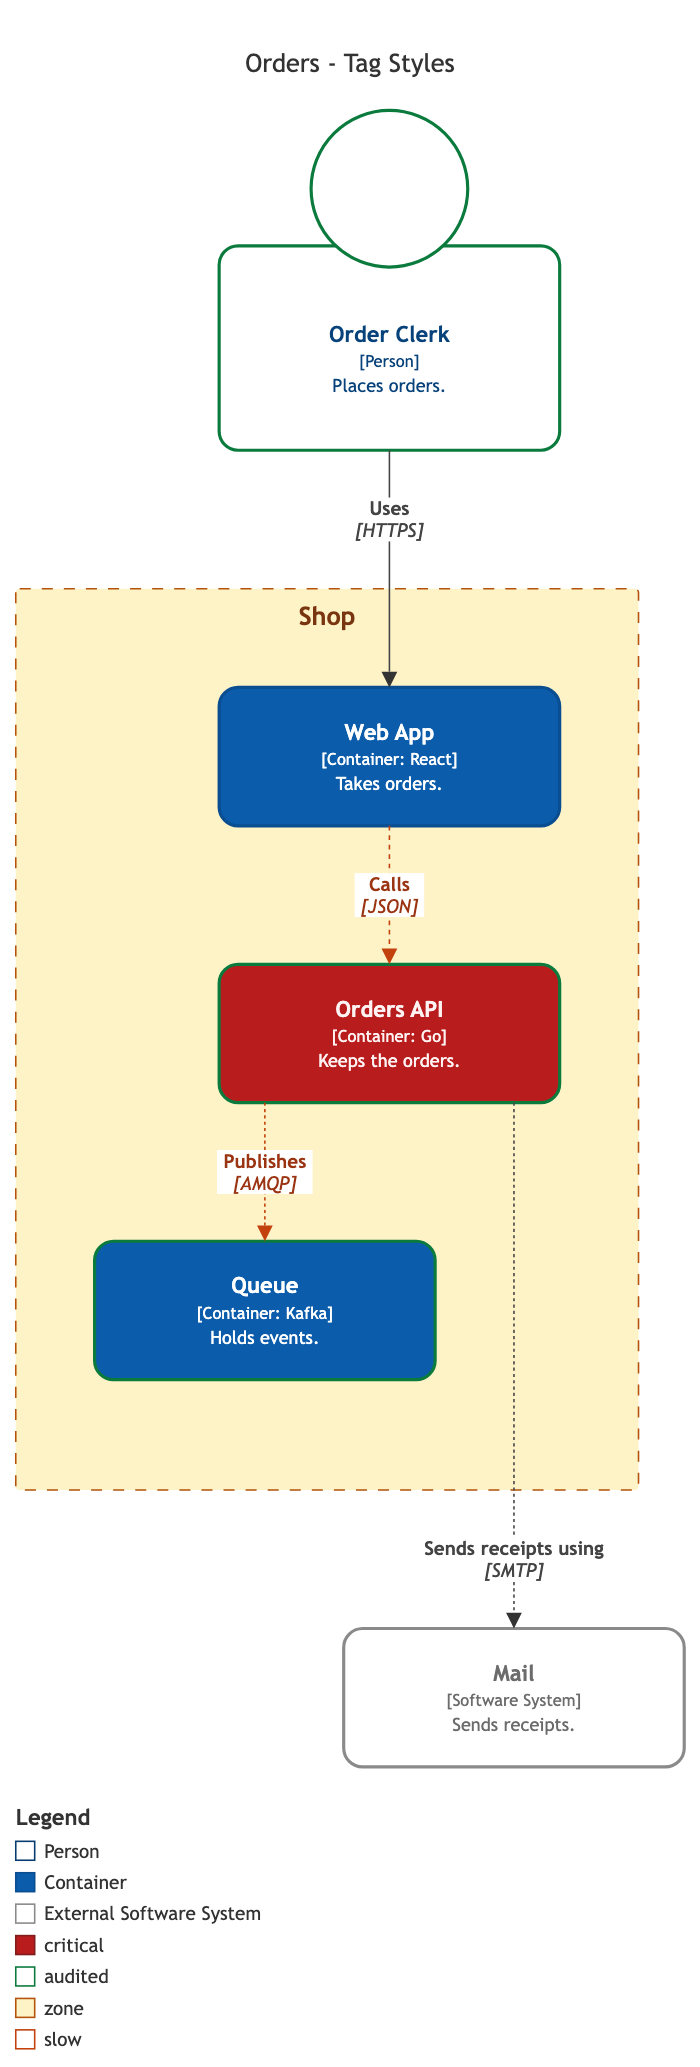 Orders - Tag Styles
Order Clerk
[Person]
Places orders.
Uses
[HTTPS]
Shop
Web App
[Container: React]
Takes orders.
Calls
[JSON]
Orders API
[Container: Go]
Keeps the orders.
Publishes
[AMQP]
Queue
[Container: Kafka]
Holds events.
Sends receipts using
[SMTP]
Mail
[Software System]
Sends receipts.
Legend
Person
Container
External Software System
critical
audited
zone
slow